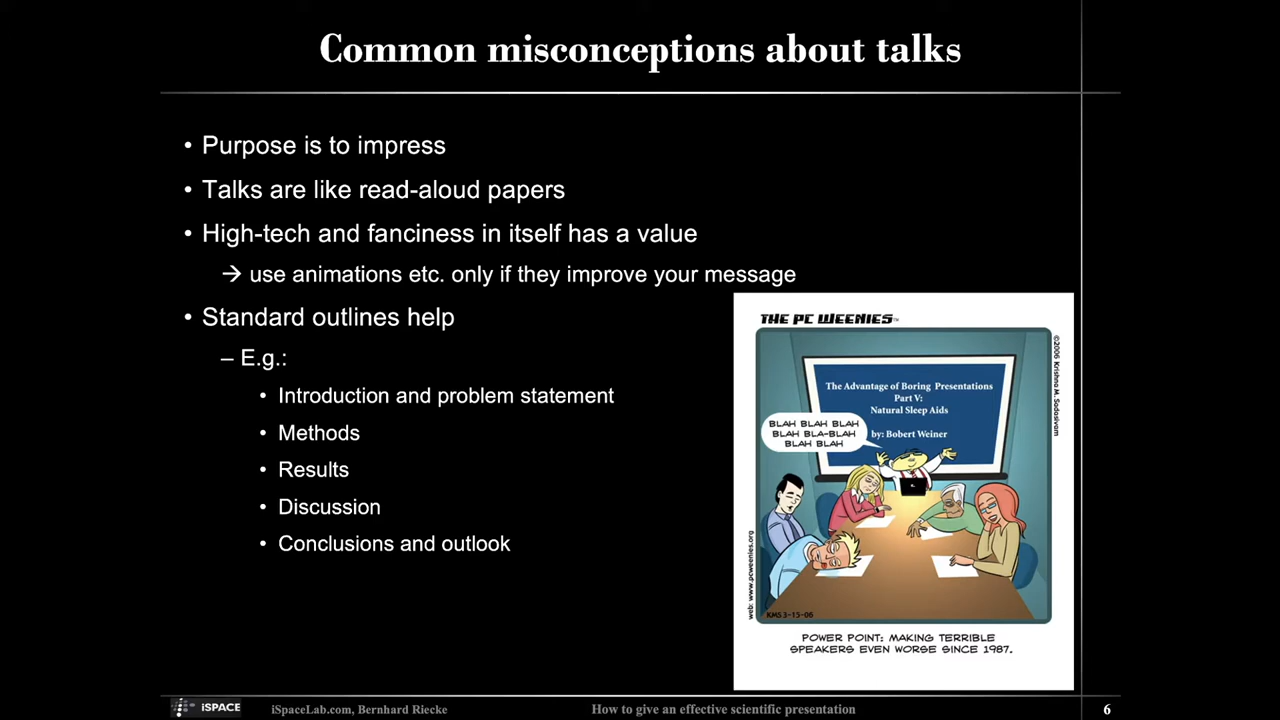 Common misconceptions about talks
• Purpose is to impress
• Talks are like read-aloud papers
• High-tech and fanciness in itself has a value
→ use animations etc. only if they improve your message
• Standard outlines help
– E.g.:
• Introduction and problem statement
• Methods
• Results
• Discussion
• Conclusions and outlook
THE PC WEENIES™
©2006 Krishna M. Sadasivam
The Advantage of Boring Presentations
Part V:
Natural Sleep Aids
by: Bobert Weiner
BLAH BLAH BLAH
BLAH BLA-BLAH
BLAH BLAH
web: www.pcweenies.org
KMS 3-15-06
POWER POINT: MAKING TERRIBLE
SPEAKERS EVEN WORSE SINCE 1987.
iSPACE
iSpaceLab.com, Bernhard Riecke
How to give an effective scientific presentation
6